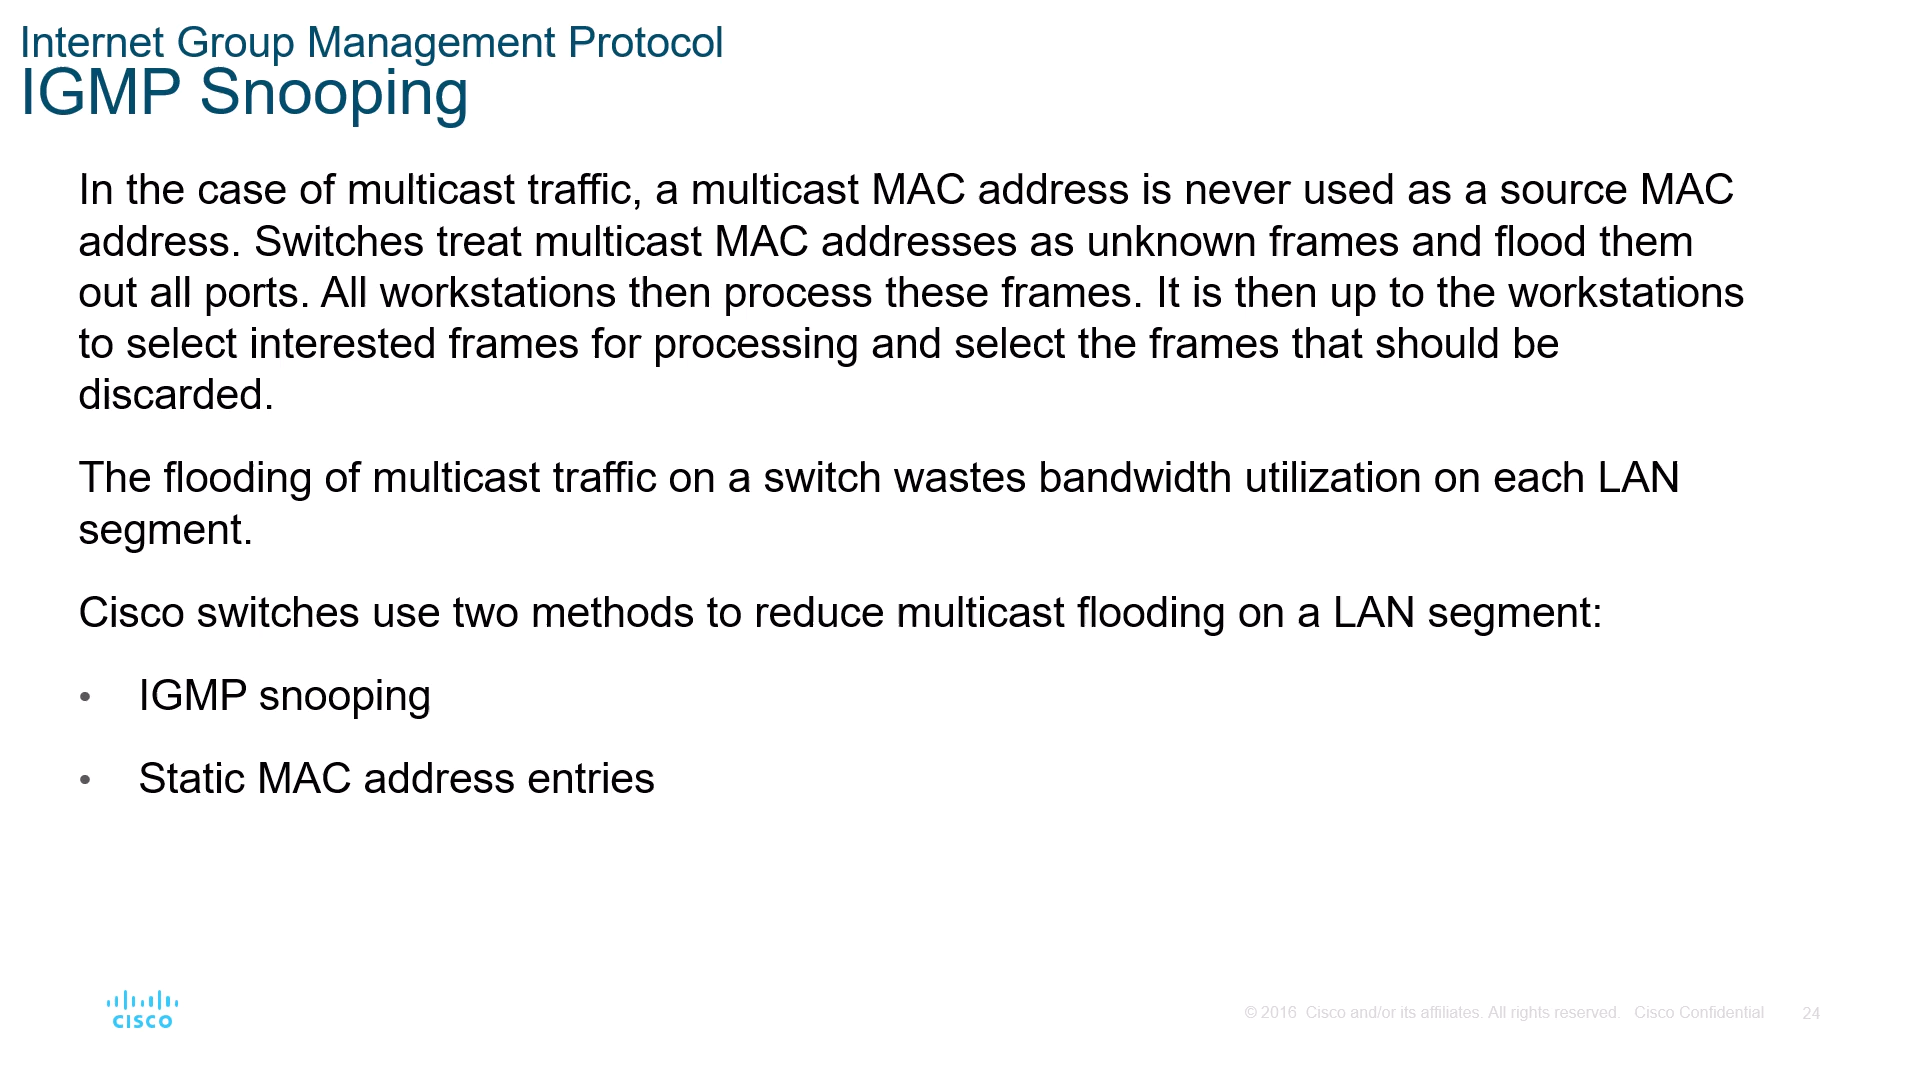 Internet Group Management Protocol
IGMP Snooping
In the case of multicast traffic, a multicast MAC address is never used as a source MAC
address. Switches treat multicast MAC addresses as unknown frames and flood them
out all ports. All workstations then process these frames. It is then up to the workstations
to select interested frames for processing and select the frames that should be
discarded.
The flooding of multicast traffic on a switch wastes bandwidth utilization on each LAN
segment.
Cisco switches use two methods to reduce multicast flooding on a LAN segment:
• IGMP snooping
• Static MAC address entries
CISCO
© 2016 Cisco and/or its affiliates. All rights reserved. Cisco Confidential 24